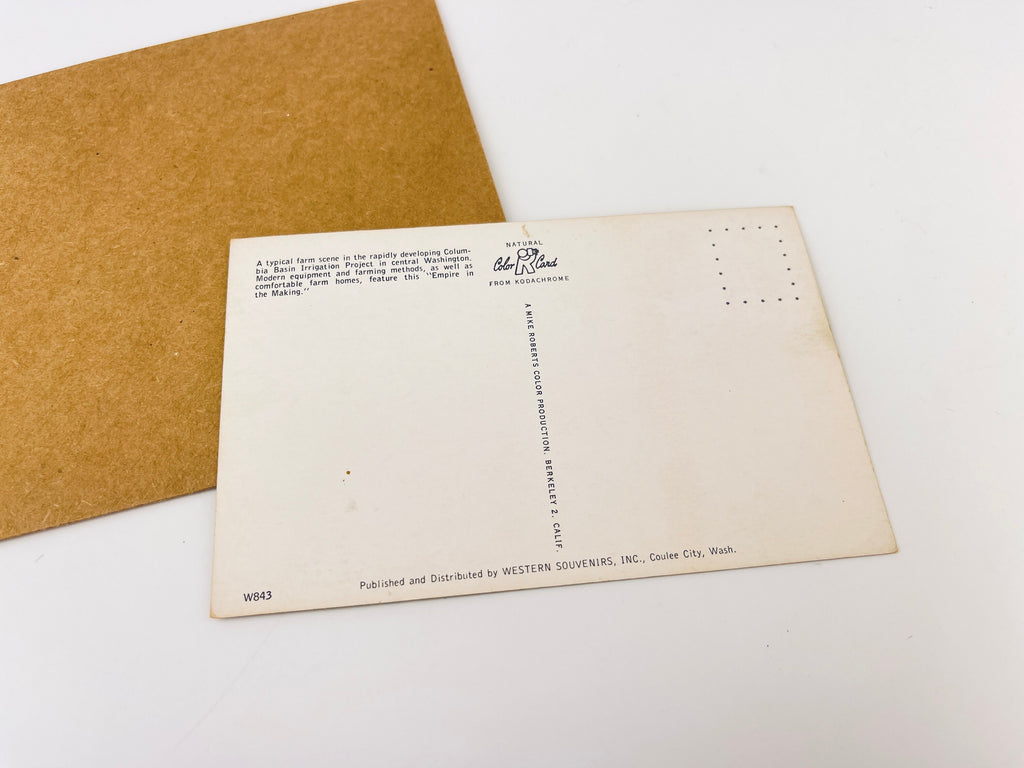 A typical farm scene in the rapidly developing Colum-
bia Basin Irrigation Project in central Washington.
Modern equipment and farming methods, as well as
comfortable farm homes, feature this "Empire in
the Making."
NATURAL
Color Card
FROM KODACHROME
A MIKE ROBERTS COLOR PRODUCTION. BERKELEY 2. CALIF.
W843
Published and Distributed by WESTERN SOUVENIRS, INC., Coulee City, Wash.